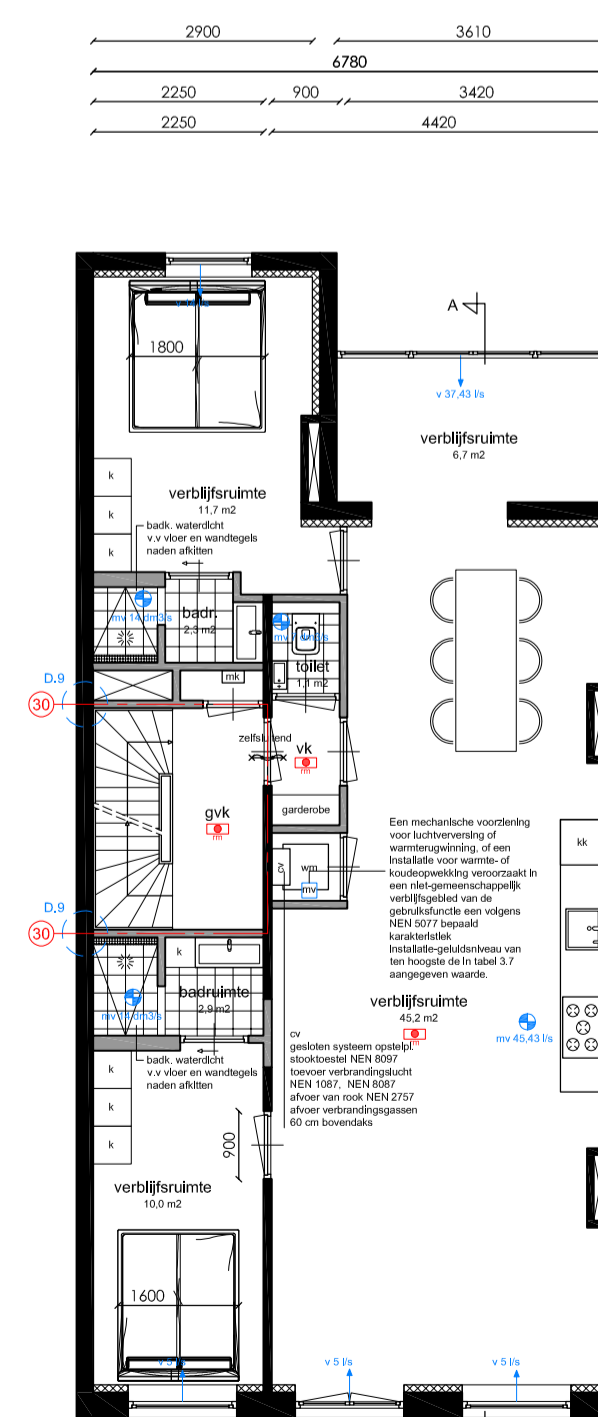 2900
3610
6780
2250
900
3420
2250
4420
A
1800
v 37,43 l/s
verblijfsruimte
6,7 m2
k
k
k
verblijfsruimte
11,7 m2
badk. waterdicht
v.v vloer en wandtegels
naden afkitten
mv 14 dm3/s
badr.
2,3 m2
toilet
1,1 m2
mk
D.9
30
zelfsluitend
vk
rm
gvk
rm
garderobe
cv
wm
mv
Een mechanische voorziening
voor luchtverversing of
warmterugwinning, of een
installatie voor warmte- of
koudeopwekking veroorzaakt in
een niet-gemeenschappelijk
verblijfsgebied van de
gebruiksfunctie een volgens
NEN 5077 bepaald
karakteristiek
installatie-geluidsniveau van
ten hoogste de in tabel 3.7
aangegeven waarde.
kk
D.9
30
k
badruimte
2,9 m2
mv 14 dm3/s
verblijfsruimte
45,2 m2
rm
mv 45,43 l/s
cv
gesloten systeem opstelpl.
stooktoestel NEN 8097
toevoer verbrandingslucht
NEN 1087, NEN 8087
afvoer van rook NEN 2757
afvoer verbrandingsgassen
60 cm bovendaks
badk. waterdicht
v.v vloer en wandtegels
naden afkitten
k
k
k
900
verblijfsruimte
10,0 m2
1600
v 5 l/s
v 5 l/s
v 5 l/s